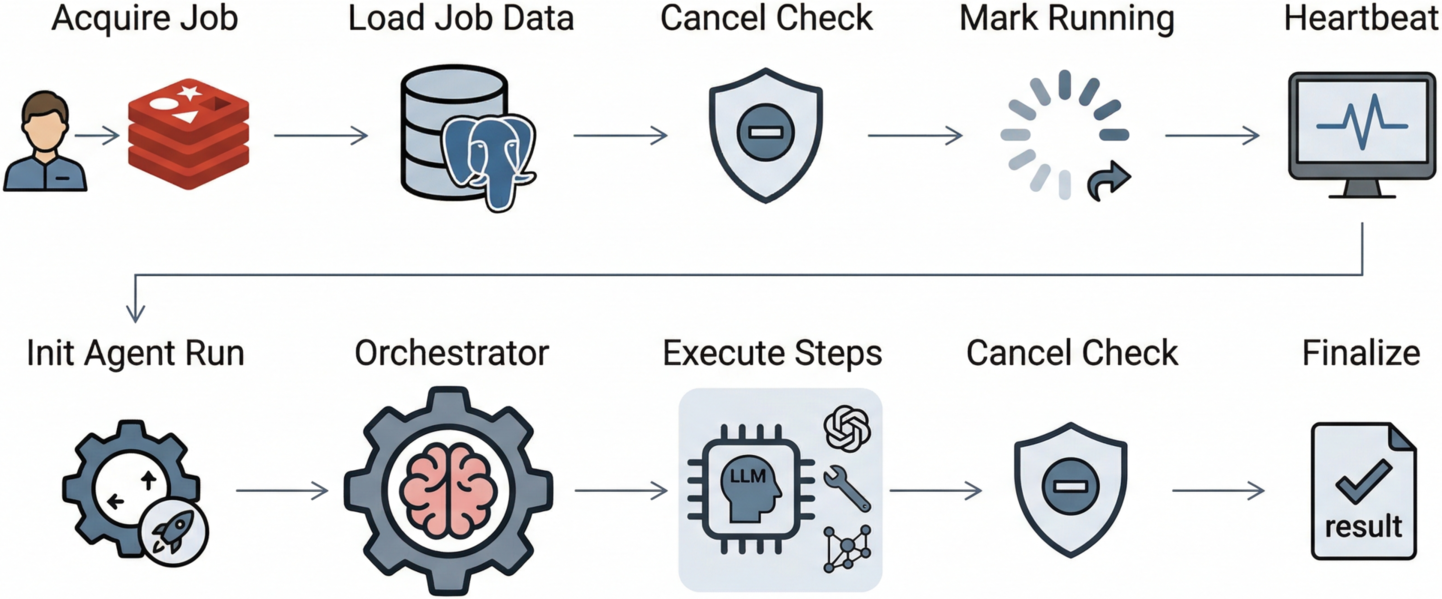 Acquire Job
Load Job Data
Cancel Check
Mark Running
Heartbeat
Init Agent Run
Orchestrator
Execute Steps
Cancel Check
Finalize
LLM
result